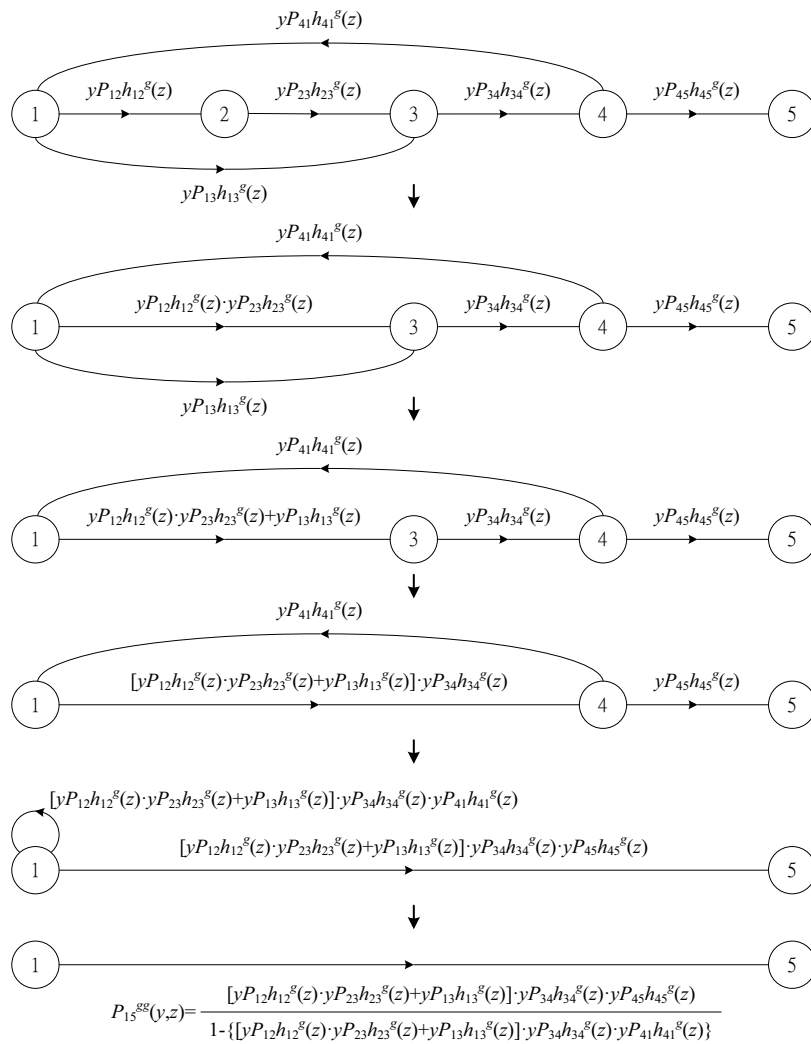 yP₄₁h₄₁ᵍ(z)
yP₁₂h₁₂ᵍ(z) yP₂₃h₂₃ᵍ(z) yP₃₄h₃₄ᵍ(z) yP₄₅h₄₅ᵍ(z)
1 2 3 4 5
yP₁₃h₁₃ᵍ(z)
yP₄₁h₄₁ᵍ(z)
yP₁₂h₁₂ᵍ(z)·yP₂₃h₂₃ᵍ(z) yP₃₄h₃₄ᵍ(z) yP₄₅h₄₅ᵍ(z)
1 3 4 5
yP₁₃h₁₃ᵍ(z)
yP₄₁h₄₁ᵍ(z)
yP₁₂h₁₂ᵍ(z)·yP₂₃h₂₃ᵍ(z)+yP₁₃h₁₃ᵍ(z) yP₃₄h₃₄ᵍ(z) yP₄₅h₄₅ᵍ(z)
1 3 4 5
yP₄₁h₄₁ᵍ(z)
[yP₁₂h₁₂ᵍ(z)·yP₂₃h₂₃ᵍ(z)+yP₁₃h₁₃ᵍ(z)]·yP₃₄h₃₄ᵍ(z) yP₄₅h₄₅ᵍ(z)
1 4 5
[yP₁₂h₁₂ᵍ(z)·yP₂₃h₂₃ᵍ(z)+yP₁₃h₁₃ᵍ(z)]·yP₃₄h₃₄ᵍ(z)·yP₄₁h₄₁ᵍ(z)
[yP₁₂h₁₂ᵍ(z)·yP₂₃h₂₃ᵍ(z)+yP₁₃h₁₃ᵍ(z)]·yP₃₄h₃₄ᵍ(z)·yP₄₅h₄₅ᵍ(z)
1 5
1 5
[yP₁₂h₁₂ᵍ(z)·yP₂₃h₂₃ᵍ(z)+yP₁₃h₁₃ᵍ(z)]·yP₃₄h₃₄ᵍ(z)·yP₄₅h₄₅ᵍ(z)
P₁₅ᵍᵍ(y,z)=
1-{[yP₁₂h₁₂ᵍ(z)·yP₂₃h₂₃ᵍ(z)+yP₁₃h₁₃ᵍ(z)]·yP₃₄h₃₄ᵍ(z)·yP₄₁h₄₁ᵍ(z)}